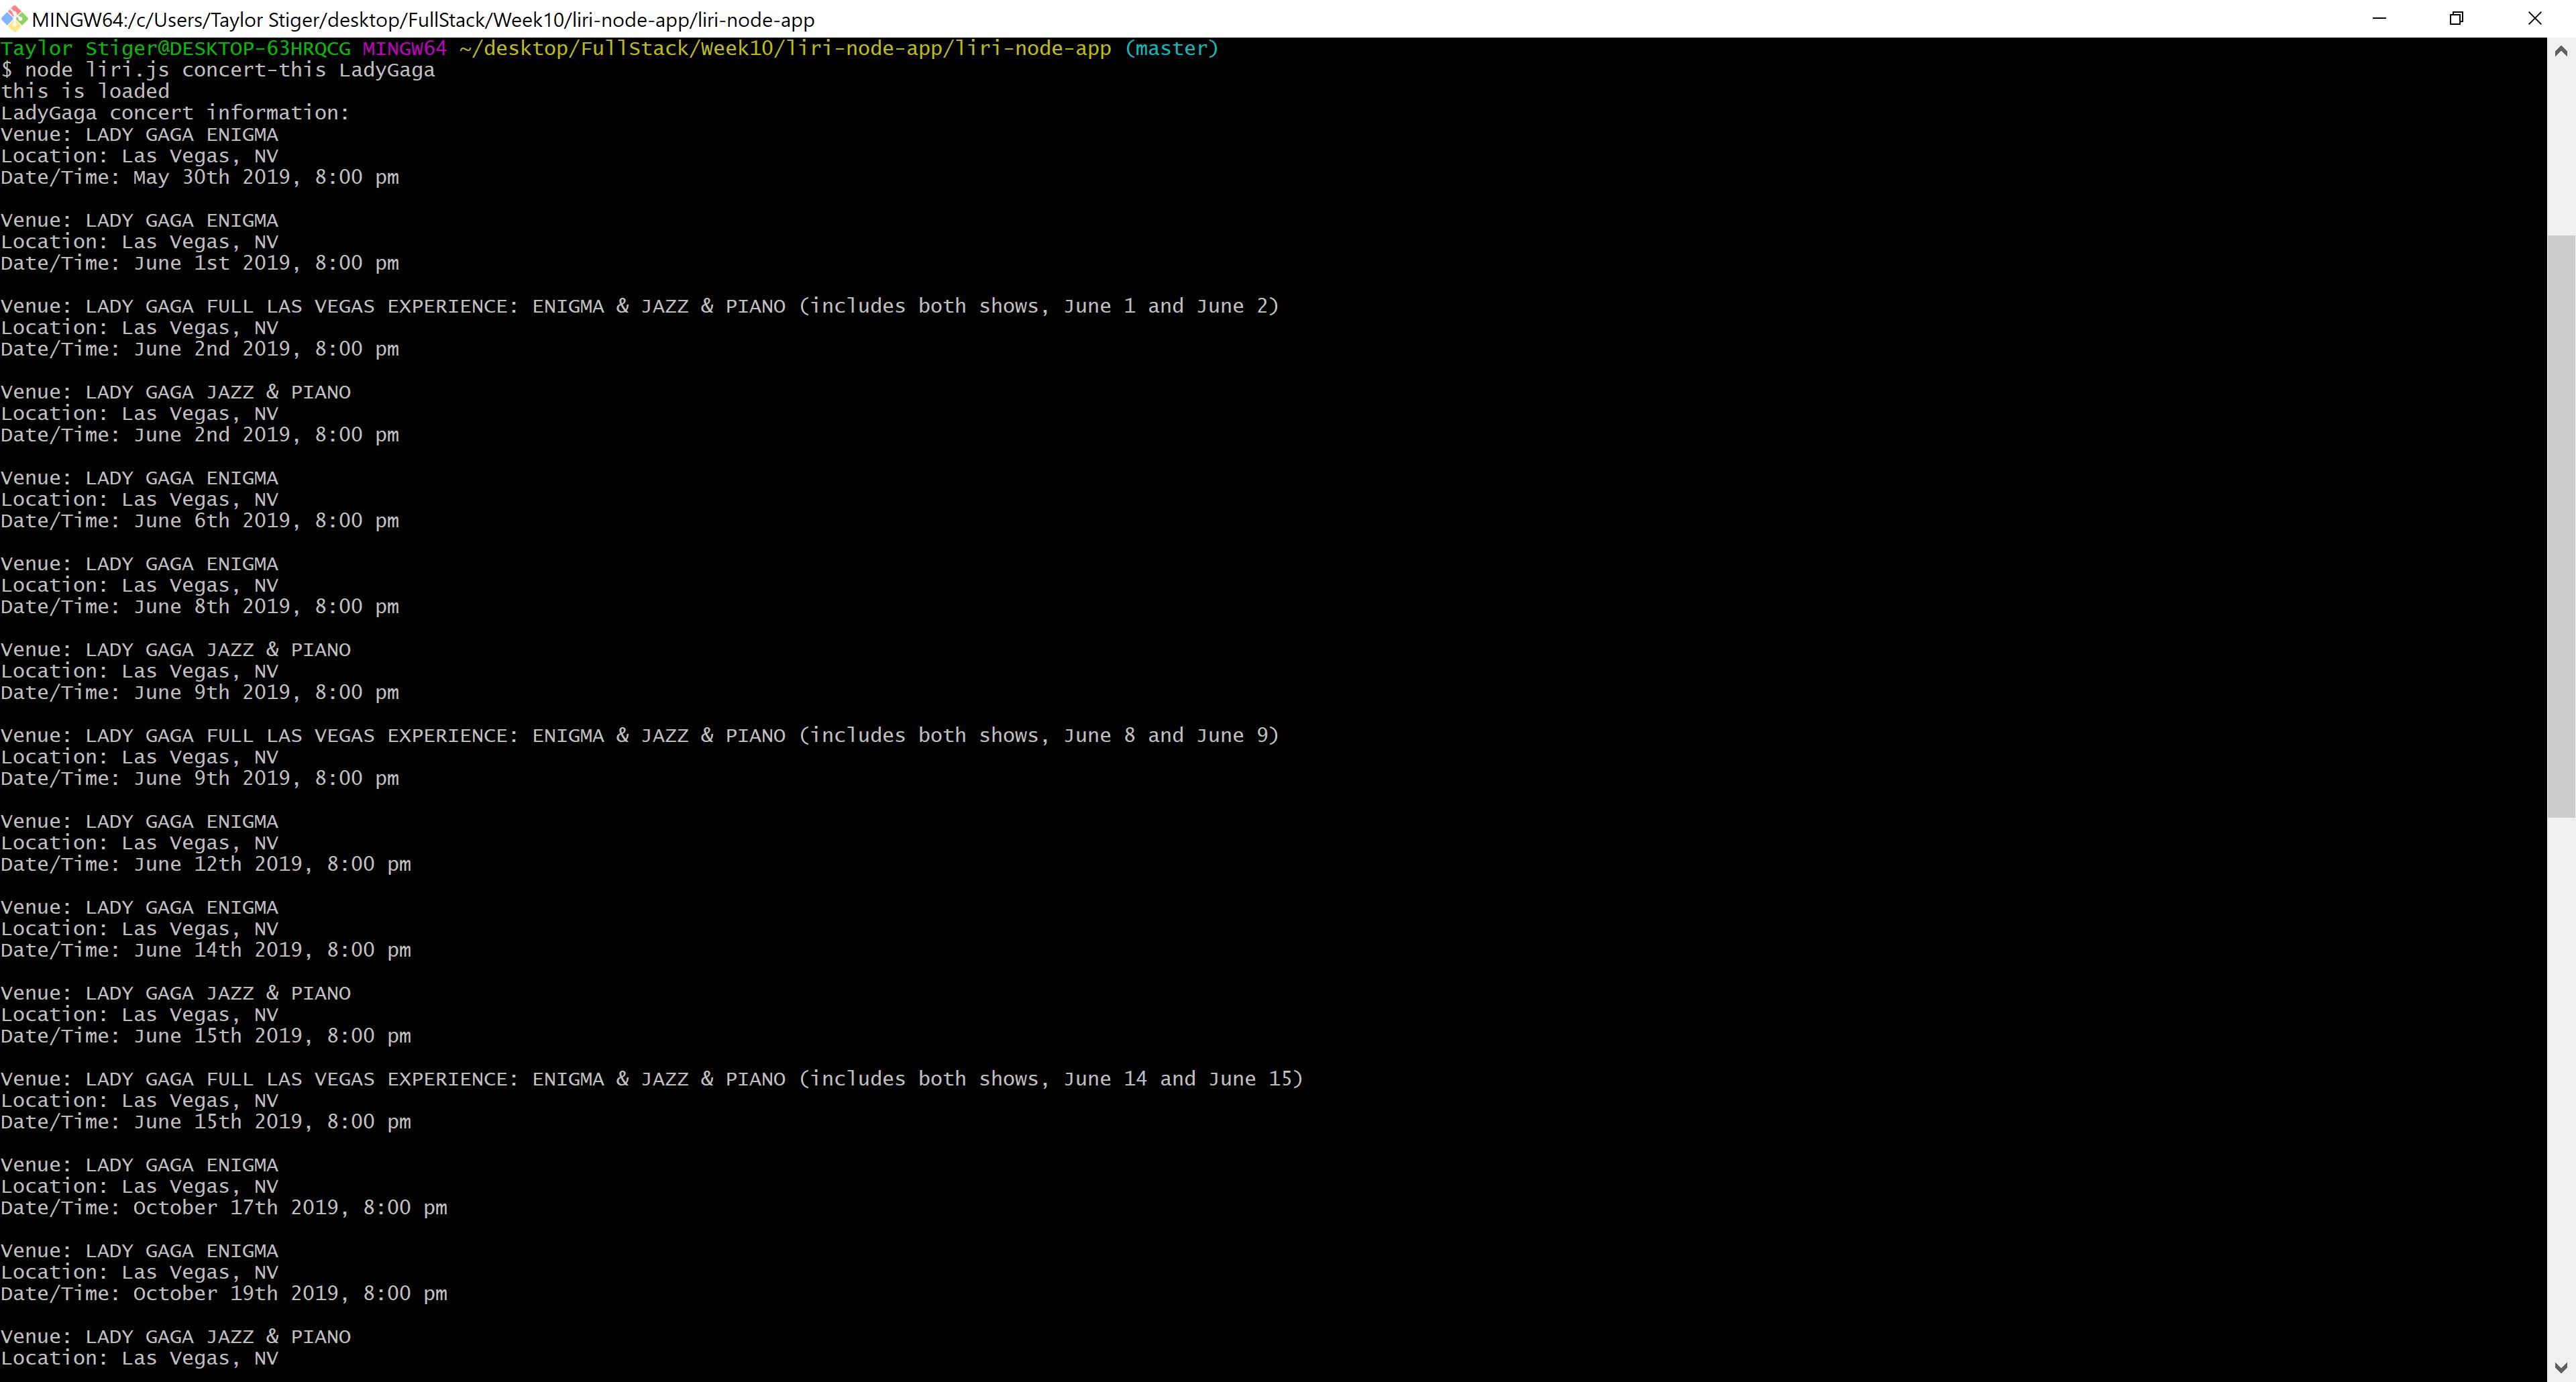 MINGW64:/c/Users/Taylor Stiger/desktop/FullStack/Week10/liri-node-app/liri-node-app
Taylor Stiger@DESKTOP-63HRQCG MINGW64 ~/desktop/FullStack/Week10/liri-node-app/liri-node-app (master)
$ node liri.js concert-this LadyGaga
this is loaded
LadyGaga concert information:
Venue: LADY GAGA ENIGMA
Location: Las Vegas, NV
Date/Time: May 30th 2019, 8:00 pm
Venue: LADY GAGA ENIGMA
Location: Las Vegas, NV
Date/Time: June 1st 2019, 8:00 pm
Venue: LADY GAGA FULL LAS VEGAS EXPERIENCE: ENIGMA & JAZZ & PIANO (includes both shows, June 1 and June 2)
Location: Las Vegas, NV
Date/Time: June 2nd 2019, 8:00 pm
Venue: LADY GAGA JAZZ & PIANO
Location: Las Vegas, NV
Date/Time: June 2nd 2019, 8:00 pm
Venue: LADY GAGA ENIGMA
Location: Las Vegas, NV
Date/Time: June 6th 2019, 8:00 pm
Venue: LADY GAGA ENIGMA
Location: Las Vegas, NV
Date/Time: June 8th 2019, 8:00 pm
Venue: LADY GAGA JAZZ & PIANO
Location: Las Vegas, NV
Date/Time: June 9th 2019, 8:00 pm
Venue: LADY GAGA FULL LAS VEGAS EXPERIENCE: ENIGMA & JAZZ & PIANO (includes both shows, June 8 and June 9)
Location: Las Vegas, NV
Date/Time: June 9th 2019, 8:00 pm
Venue: LADY GAGA ENIGMA
Location: Las Vegas, NV
Date/Time: June 12th 2019, 8:00 pm
Venue: LADY GAGA ENIGMA
Location: Las Vegas, NV
Date/Time: June 14th 2019, 8:00 pm
Venue: LADY GAGA JAZZ & PIANO
Location: Las Vegas, NV
Date/Time: June 15th 2019, 8:00 pm
Venue: LADY GAGA FULL LAS VEGAS EXPERIENCE: ENIGMA & JAZZ & PIANO (includes both shows, June 14 and June 15)
Location: Las Vegas, NV
Date/Time: June 15th 2019, 8:00 pm
Venue: LADY GAGA ENIGMA
Location: Las Vegas, NV
Date/Time: October 17th 2019, 8:00 pm
Venue: LADY GAGA ENIGMA
Location: Las Vegas, NV
Date/Time: October 19th 2019, 8:00 pm
Venue: LADY GAGA JAZZ & PIANO
Location: Las Vegas, NV